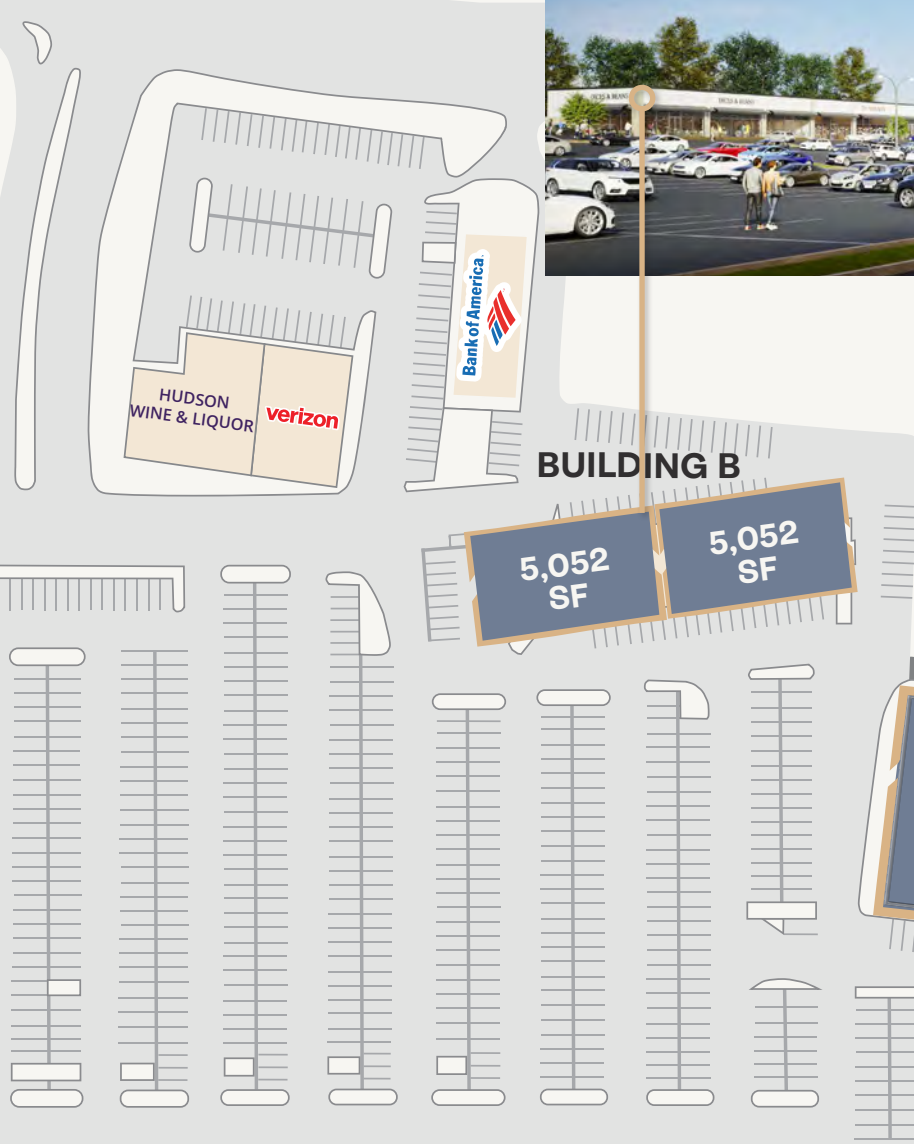 Bank of America
HUDSON
WINE & LIQUOR
verizon
BUILDING B
5,052
SF
5,052
SF